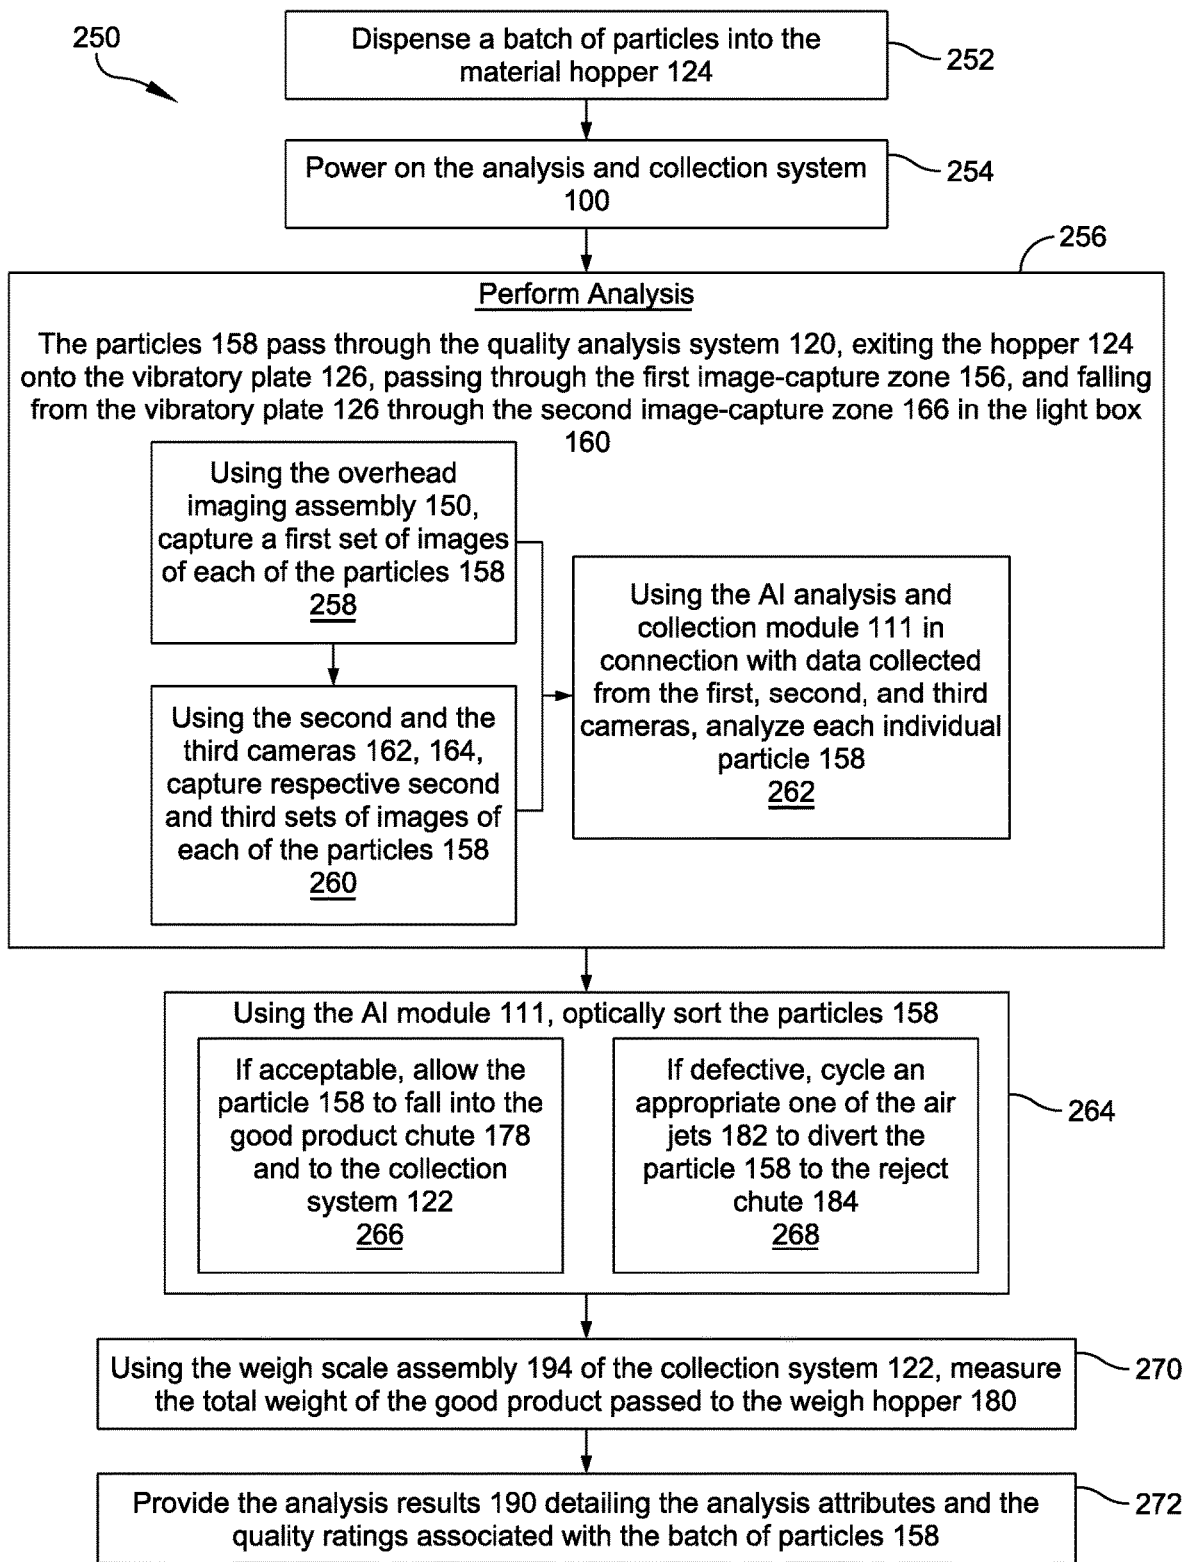 250
Dispense a batch of particles into the
material hopper 124
252
Power on the analysis and collection system
100
254
256
Perform Analysis
The particles 158 pass through the quality analysis system 120, exiting the hopper 124
onto the vibratory plate 126, passing through the first image-capture zone 156, and falling
from the vibratory plate 126 through the second image-capture zone 166 in the light box
160
Using the overhead
imaging assembly 150,
capture a first set of images
of each of the particles 158
258
Using the second and the
third cameras 162, 164,
capture respective second
and third sets of images of
each of the particles 158
260
Using the AI analysis and
collection module 111 in
connection with data collected
from the first, second, and third
cameras, analyze each individual
particle 158
262
Using the AI module 111, optically sort the particles 158
If acceptable, allow the
particle 158 to fall into the
good product chute 178
and to the collection
system 122
266
If defective, cycle an
appropriate one of the air
jets 182 to divert the
particle 158 to the reject
chute 184
268
264
Using the weigh scale assembly 194 of the collection system 122, measure
the total weight of the good product passed to the weigh hopper 180
270
Provide the analysis results 190 detailing the analysis attributes and the
quality ratings associated with the batch of particles 158
272